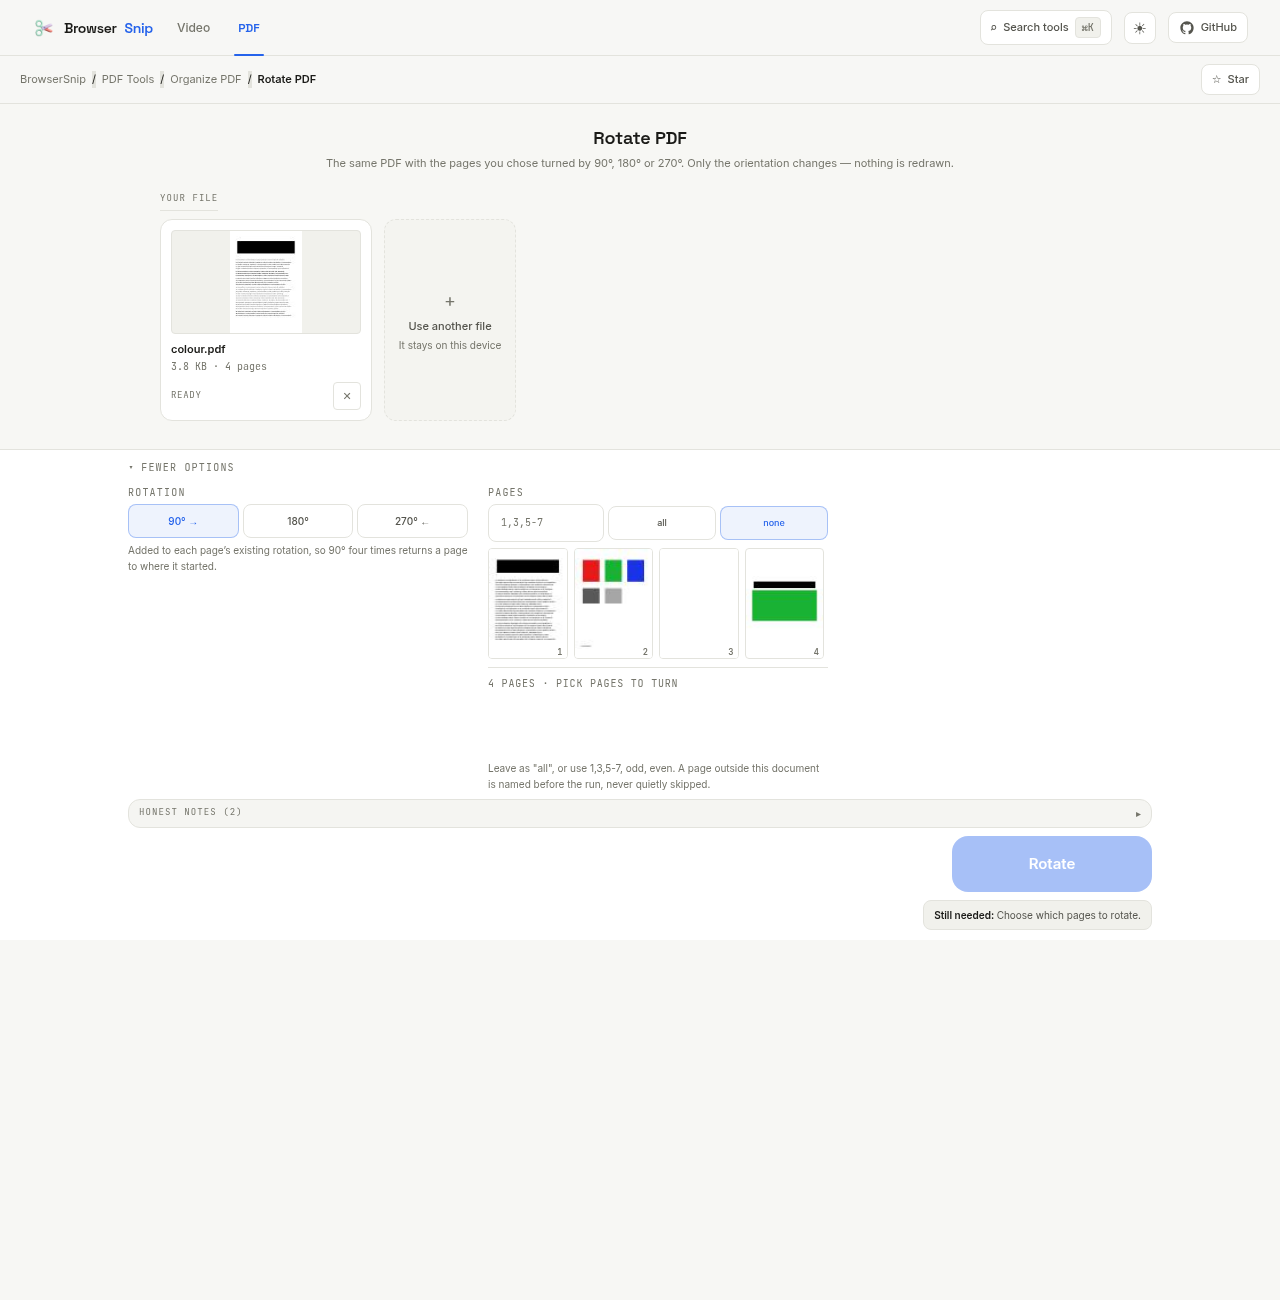 Browser Snip
Video
PDF
Search tools ⌘K
GitHub
BrowserSnip / PDF Tools / Organize PDF / Rotate PDF
☆ Star
Rotate PDF
The same PDF with the pages you chose turned by 90°, 180° or 270°. Only the orientation changes — nothing is redrawn.
YOUR FILE
colour.pdf
3.8 KB · 4 pages
READY
×
+
Use another file
It stays on this device
▾ FEWER OPTIONS
ROTATION
90° →
180°
270° ←
Added to each page's existing rotation, so 90° four times returns a page
to where it started.
PAGES
1,3,5-7
all
none
1
2
3
4
4 PAGES · PICK PAGES TO TURN
Leave as "all", or use 1,3,5-7, odd, even. A page outside this document
is named before the run, never quietly skipped.
HONEST NOTES (2)
Rotate
Still needed: Choose which pages to rotate.